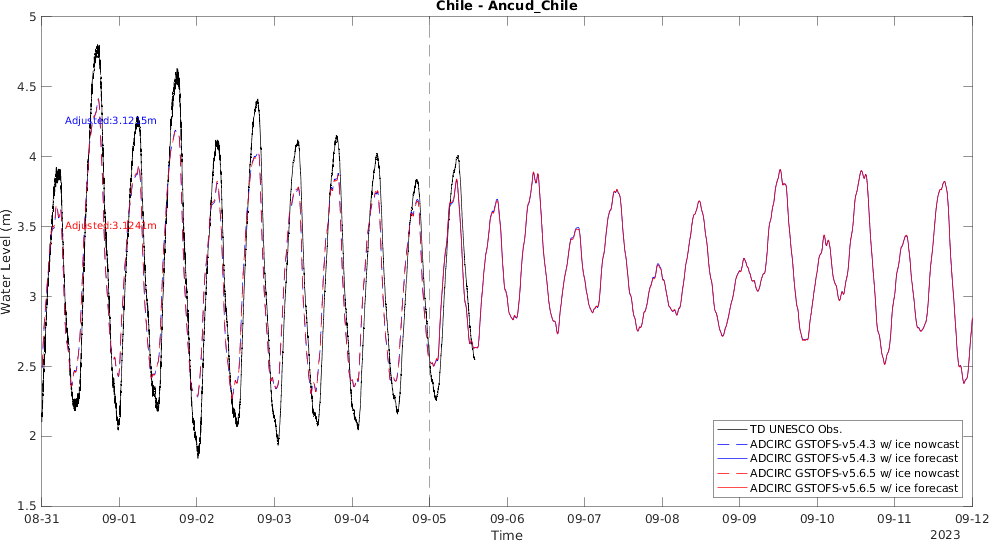 Chile - Ancud_Chile
5
4.5
4
3.5
3
2.5
2
1.5
Water Level (m)
Adjusted:3.1215m
Adjusted:3.1241m
TD UNESCO Obs.
ADCIRC GSTOFS-v5.4.3 w/ ice nowcast
ADCIRC GSTOFS-v5.4.3 w/ ice forecast
ADCIRC GSTOFS-v5.6.5 w/ ice nowcast
ADCIRC GSTOFS-v5.6.5 w/ ice forecast
08-31 09-01 09-02 09-03 09-04 09-05 09-06 09-07 09-08 09-09 09-10 09-11 09-12
Time
2023